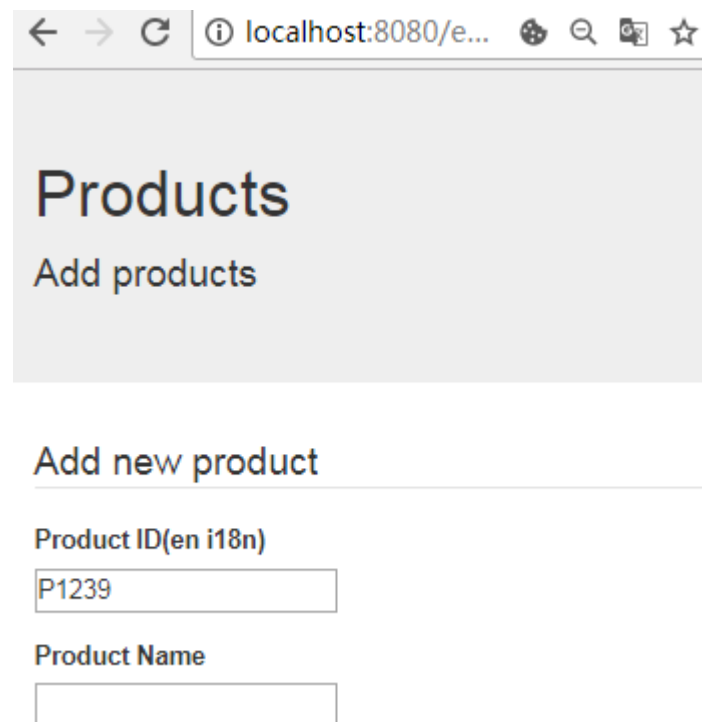 localhost:8080/e...
Products
Add products
Add new product
Product ID(en i18n)
P1239
Product Name